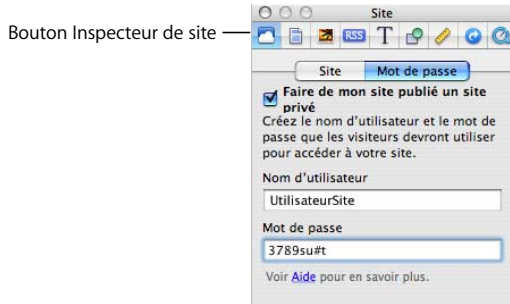 Site
Bouton Inspecteur de site
RSS T
Site Mot de passe
Faire de mon site publié un site
privé
Créez le nom d'utilisateur et le mot de
passe que les visiteurs devront utiliser
pour accéder à votre site.
Nom d'utilisateur
UtilisateurSite
Mot de passe
3789su#t
Voir Aide pour en savoir plus.